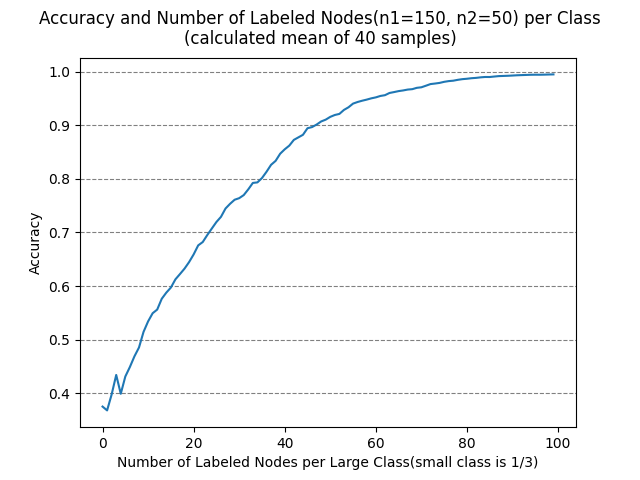 Accuracy and Number of Labeled Nodes(n1=150, n2=50) per Class
(calculated mean of 40 samples)
1.0
0.9
0.8
0.7
0.6
0.5
0.4
Accuracy
0 20 40 60 80 100
Number of Labeled Nodes per Large Class(small class is 1/3)